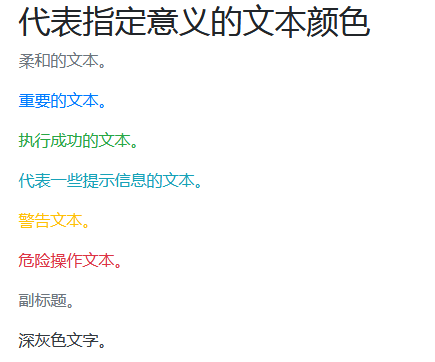 代表指定意义的文本颜色
柔和的文本。
重要的文本。
执行成功的文本。
代表一些提示信息的文本。
警告文本。
危险操作文本。
副标题。
深灰色文字。